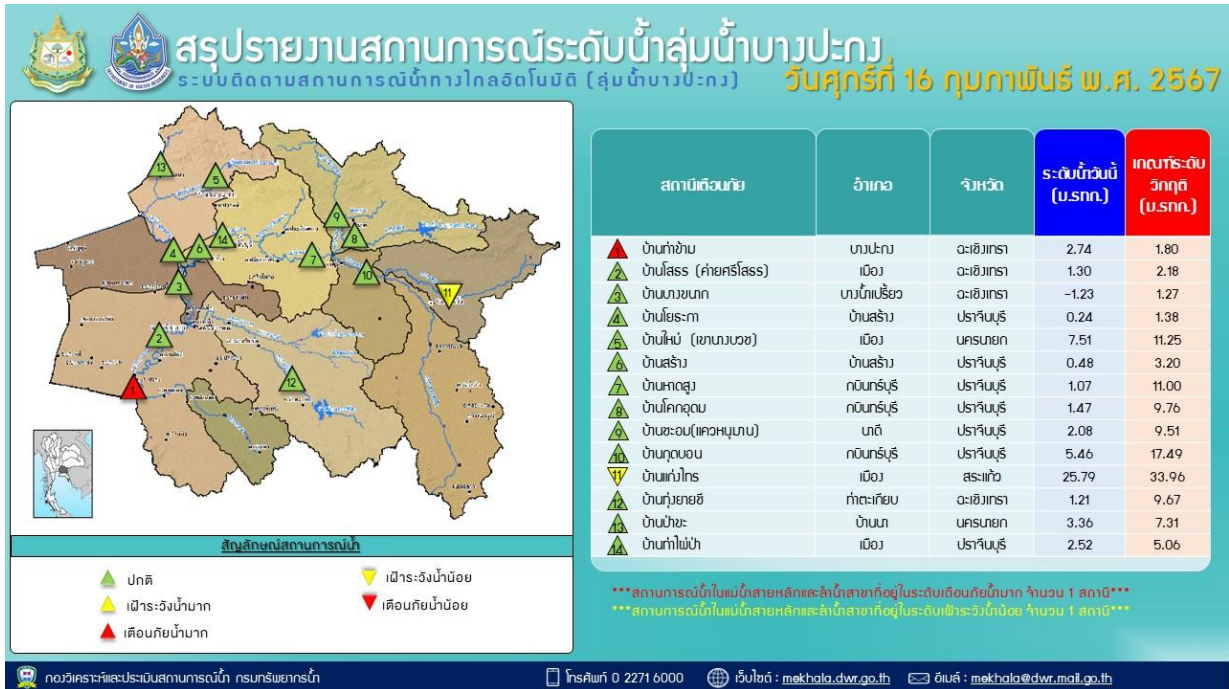 สรุปรายงานสถานการณ์ระดับน้ำลุ่มน้ำบางปะกง
ระบบติดตามสถานการณ์น้ำทางไกลอัตโนมัติ (ลุ่มน้ำบางปะกง)
วันศุกร์ที่ 16 กุมภาพันธ์ พ.ศ. 2567
13
5
9
8
14
6
4
7
10
3
11
2
12
1
สัญลักษณ์สถานการณ์น้ำ
ปกติ
เฝ้าระวังน้ำมาก
เตือนภัยน้ำมาก
เฝ้าระวังน้ำน้อย
เตือนภัยน้ำน้อย
สถานีเตือนภัย อำเภอ จังหวัด ระดับน้ำวันนี้ (ม.รทก.) เกณฑ์ระดับวิกฤติ (ม.รทก.)
1 บ้านท่าข้าม บางปะกง ฉะเชิงเทรา 2.74 1.80
2 บ้านโสธร (ค่ายศรีโสธร) เมือง ฉะเชิงเทรา 1.30 2.18
3 บ้านบางขนาก บางน้ำเปรี้ยว ฉะเชิงเทรา -1.23 1.27
4 บ้านโยธะกา บ้านสร้าง ปราจีนบุรี 0.24 1.38
5 บ้านใหม่ (เขานางบวช) เมือง นครนายก 7.51 11.25
6 บ้านสร้าง บ้านสร้าง ปราจีนบุรี 0.48 3.20
7 บ้านหาดสูง กบินทร์บุรี ปราจีนบุรี 1.07 11.00
8 บ้านโคกอุดม กบินทร์บุรี ปราจีนบุรี 1.47 9.76
9 บ้านชะอม(แควหนุมาน) นาดี ปราจีนบุรี 2.08 9.51
10 บ้านกุดบอน กบินทร์บุรี ปราจีนบุรี 5.46 17.49
11 บ้านแก่งไทร เมือง สระแก้ว 25.79 33.96
12 บ้านทุ่งยายชี ท่าตะเกียบ ฉะเชิงเทรา 1.21 9.67
13 บ้านป่าขะ บ้านนา นครนายก 3.36 7.31
14 บ้านท่าไผ่ป่า เมือง ปราจีนบุรี 2.52 5.06
***สถานการณ์น้ำในแม่น้ำสายหลักและลำน้ำสาขาที่อยู่ในระดับเตือนภัยน้ำมาก จำนวน 1 สถานี***
***สถานการณ์น้ำในแม่น้ำสายหลักและลำน้ำสาขาที่อยู่ในระดับเฝ้าระวังน้ำน้อย จำนวน 1 สถานี***
กองวิเคราะห์และประเมินสถานการณ์น้ำ กรมทรัพยากรน้ำ โทรศัพท์ 0 2271 6000 เว็บไซต์ : mekhala.dwr.go.th อีเมล์ : mekhala@dwr.mail.go.th